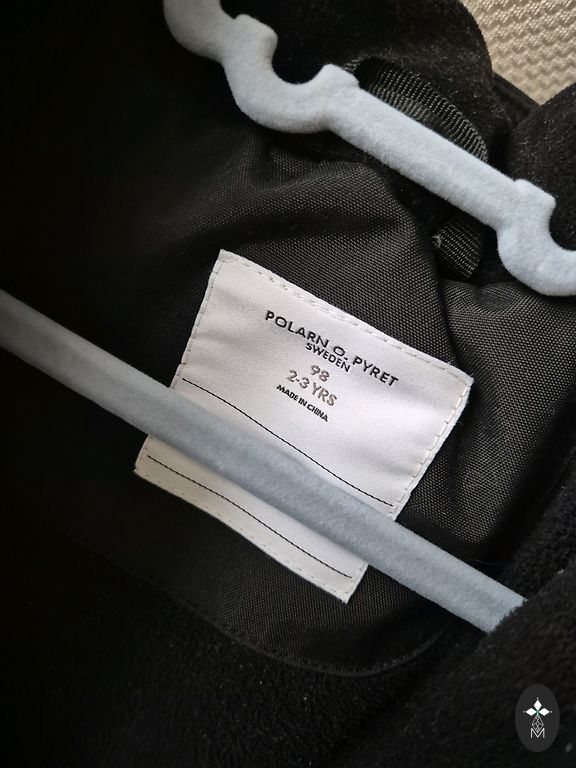 POLARN O. PYRET
SWEDEN
98
2-3 YRS
MADE IN CHINA
M